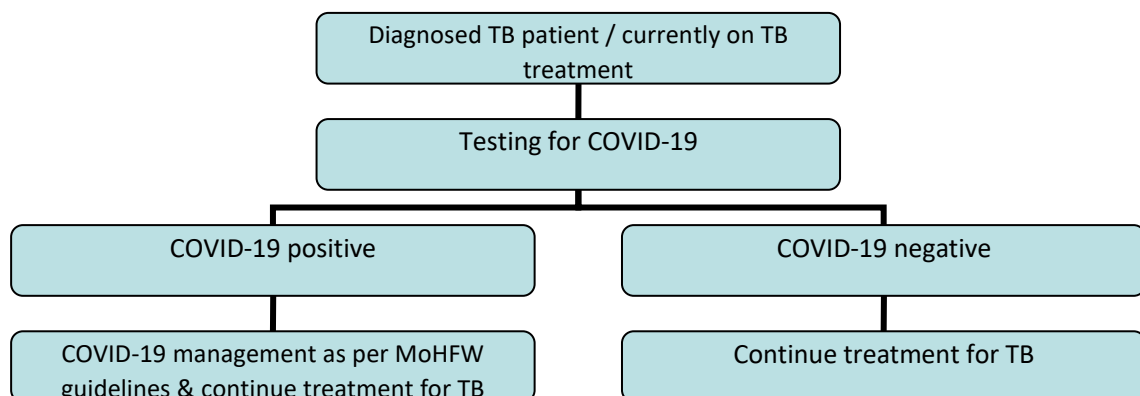 Diagnosed TB patient / currently on TB
treatment
Testing for COVID-19
COVID-19 positive
COVID-19 negative
COVID-19 management as per MoHFW
guidelines & continue treatment for TB
Continue treatment for TB